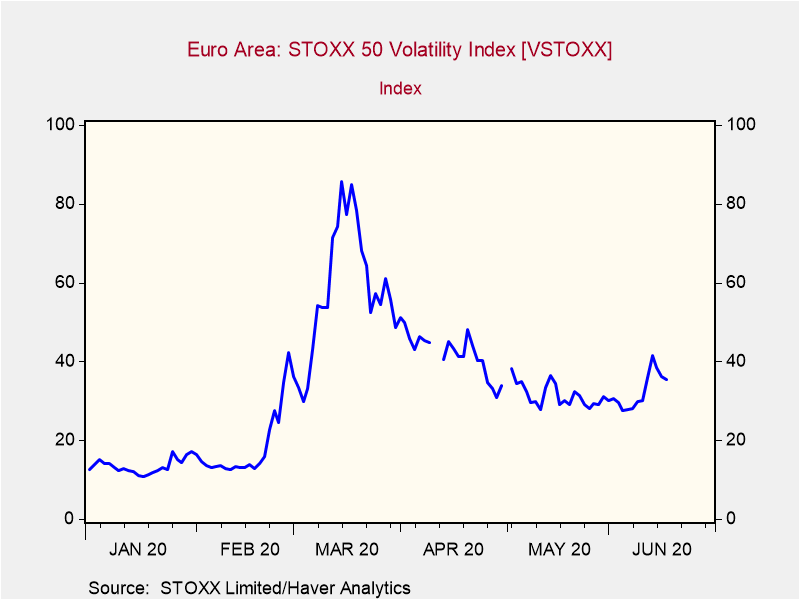 Euro Area: STOXX 50 Volatility Index [VSTOXX]
Index
100 100
80 80
60 60
40 40
20 20
0 0
JAN 20 FEB 20 MAR 20 APR 20 MAY 20 JUN 20
Source: STOXX Limited/Haver Analytics